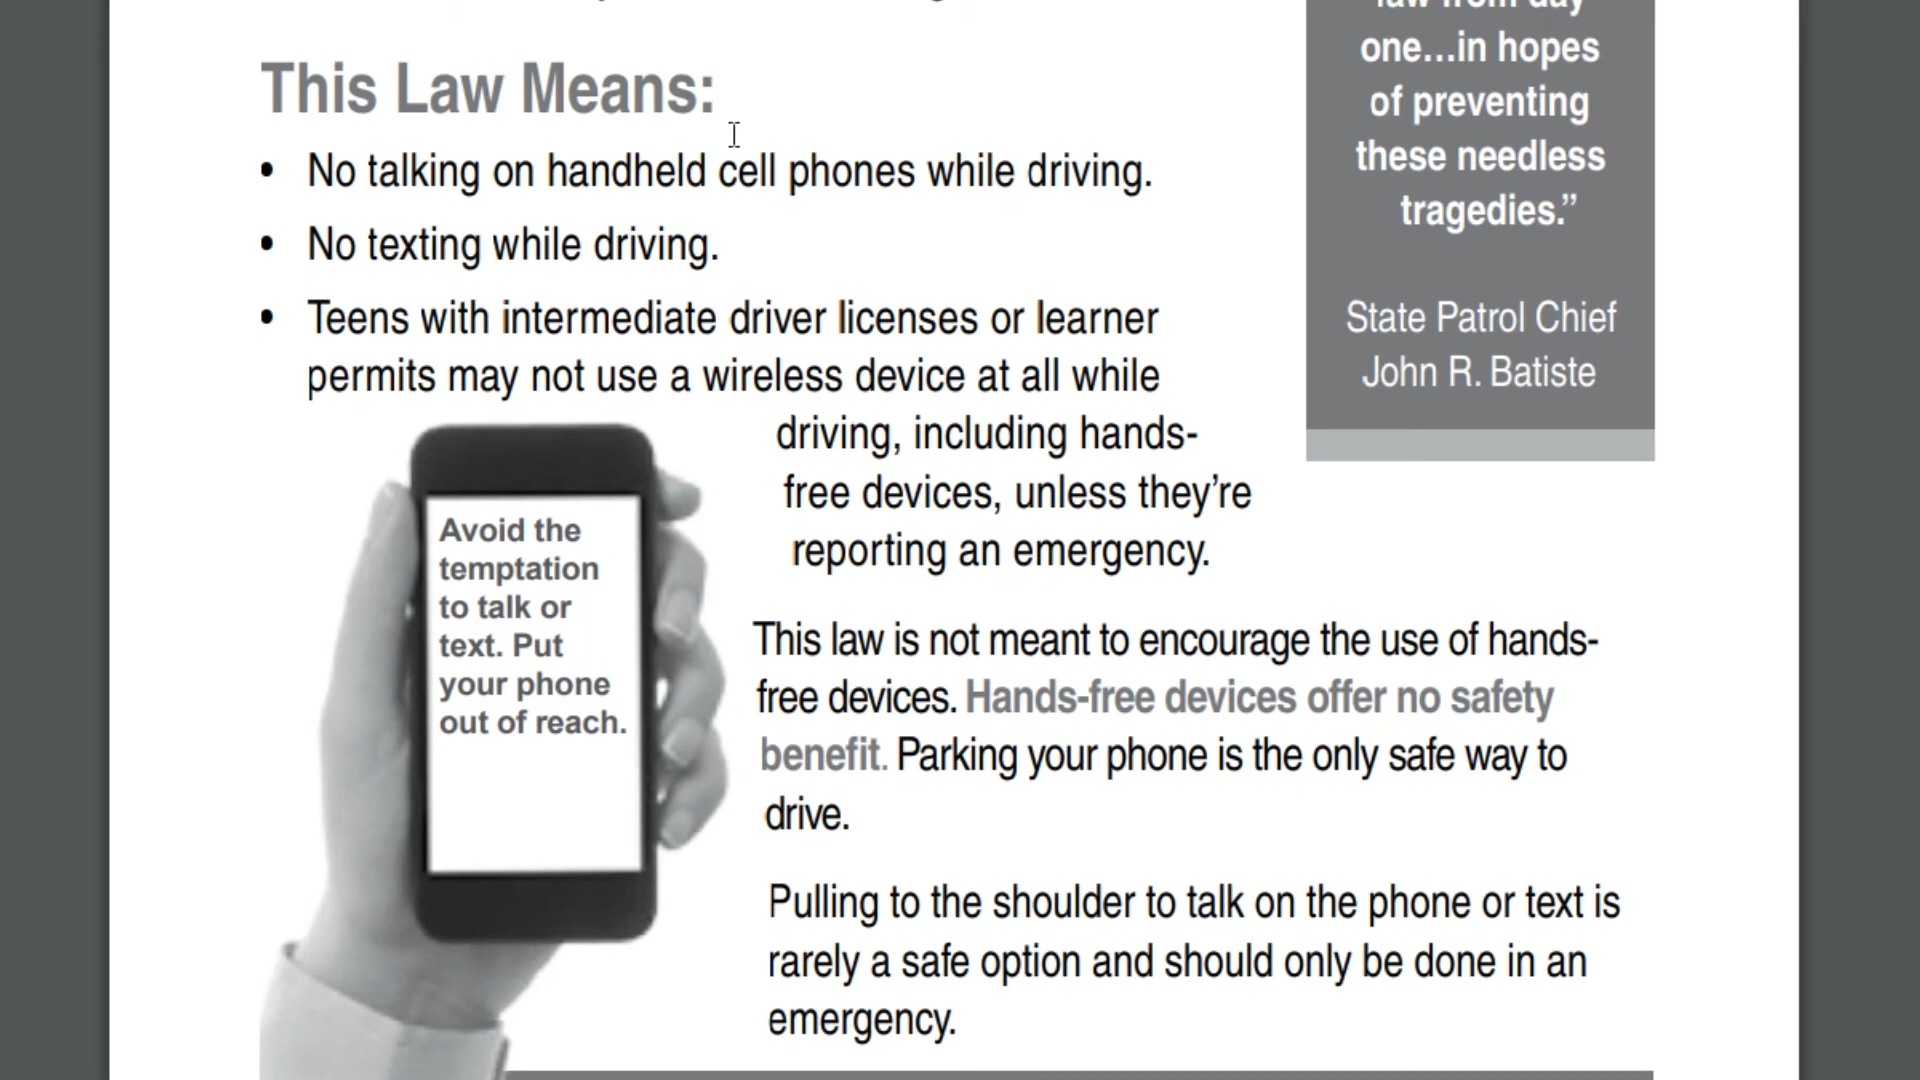 This Law Means:
• No talking on handheld cell phones while driving.
• No texting while driving.
• Teens with intermediate driver licenses or learner
permits may not use a wireless device at all while
driving, including hands-
free devices, unless they’re
reporting an emergency.
Avoid the
temptation
to talk or
text. Put
your phone
out of reach.
This law is not meant to encourage the use of hands-
free devices. Hands-free devices offer no safety
benefit. Parking your phone is the only safe way to
drive.
Pulling to the shoulder to talk on the phone or text is
rarely a safe option and should only be done in an
emergency.
law from day
one…in hopes
of preventing
these needless
tragedies.”
State Patrol Chief
John R. Batiste